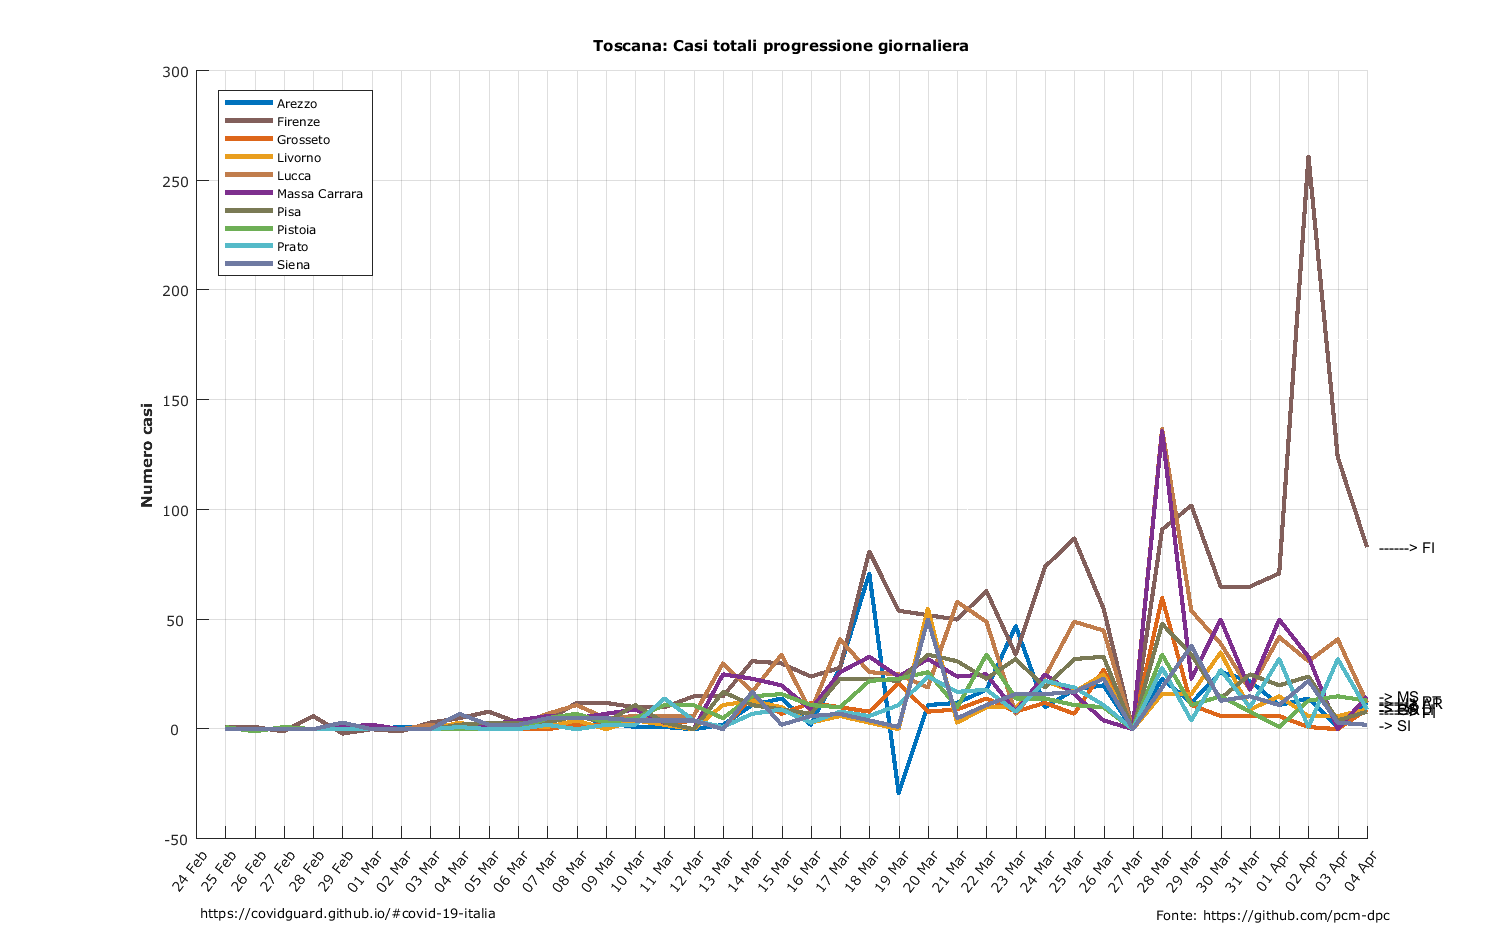 Toscana: Casi totali progressione giornaliera
Numero casi
300
250
200
150
100
50
0
-50
Arezzo
Firenze
Grosseto
Livorno
Lucca
Massa Carrara
Pisa
Pistoia
Prato
Siena
------> FI
-> MS
-> SI
24 Feb
25 Feb
26 Feb
27 Feb
28 Feb
29 Feb
01 Mar
02 Mar
03 Mar
04 Mar
05 Mar
06 Mar
07 Mar
08 Mar
09 Mar
10 Mar
11 Mar
12 Mar
13 Mar
14 Mar
15 Mar
16 Mar
17 Mar
18 Mar
19 Mar
20 Mar
21 Mar
22 Mar
23 Mar
24 Mar
25 Mar
26 Mar
27 Mar
28 Mar
29 Mar
30 Mar
31 Mar
01 Apr
02 Apr
03 Apr
04 Apr
https://covidguard.github.io/#covid-19-italia
Fonte: https://github.com/pcm-dpc